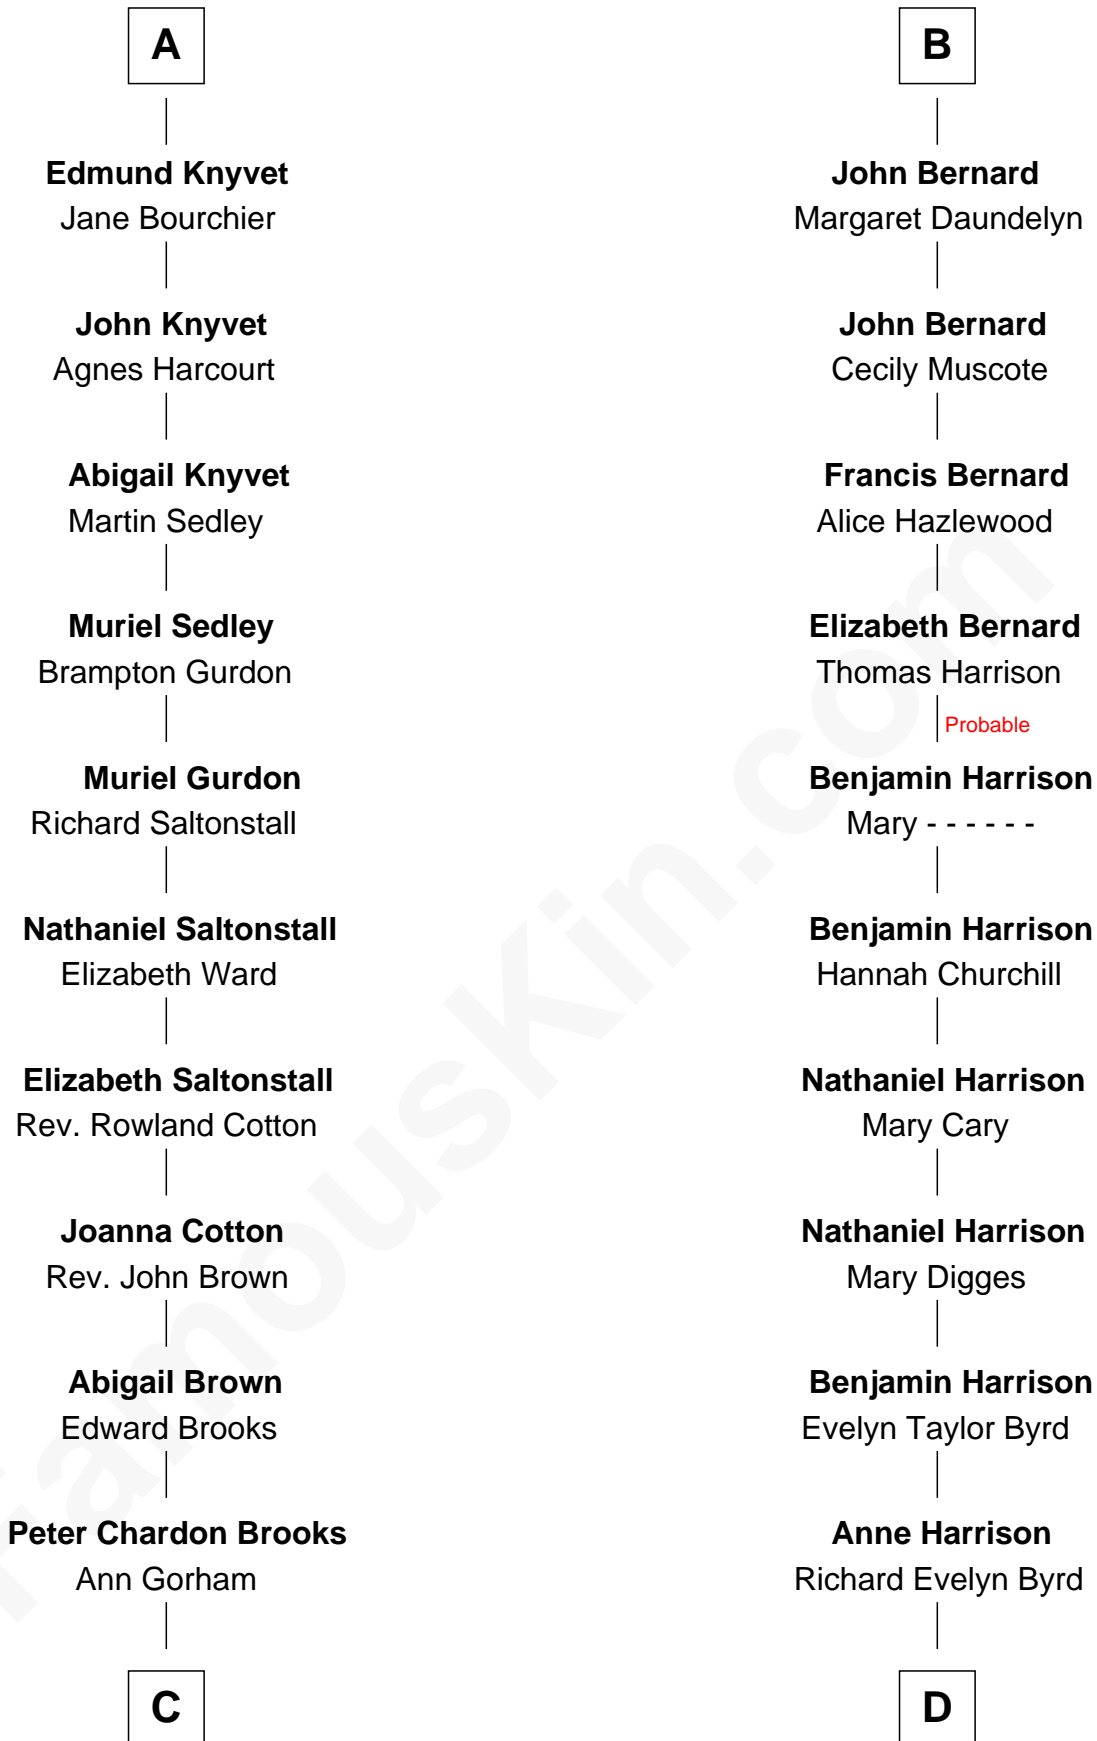 A
Edmund Knyvet
Jane Bourchier
John Knyvet
Agnes Harcourt
Abigail Knyvet
Martin Sedley
Muriel Sedley
Brampton Gurdon
Muriel Gurdon
Richard Saltonstall
Nathaniel Saltonstall
Elizabeth Ward
Elizabeth Saltonstall
Rev. Rowland Cotton
Joanna Cotton
Rev. John Brown
Abigail Brown
Edward Brooks
Peter Chardon Brooks
Ann Gorham
C
B
John Bernard
Margaret Daundelyn
John Bernard
Cecily Muscote
Francis Bernard
Alice Hazlewood
Elizabeth Bernard
Thomas Harrison
Probable
Benjamin Harrison
Mary - - - - - -
Benjamin Harrison
Hannah Churchill
Nathaniel Harrison
Mary Cary
Nathaniel Harrison
Mary Digges
Benjamin Harrison
Evelyn Taylor Byrd
Anne Harrison
Richard Evelyn Byrd
D
FamousKin.com